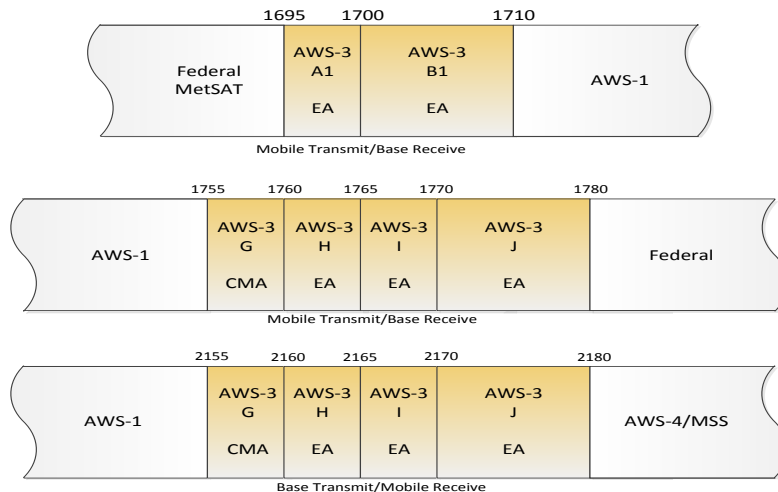 1695 1700 1710
Federal MetSAT
AWS-3 A1 EA
AWS-3 B1 EA
AWS-1
Mobile Transmit/Base Receive
1755 1760 1765 1770 1780
AWS-1
AWS-3 G CMA
AWS-3 H EA
AWS-3 I EA
AWS-3 J EA
Federal
Mobile Transmit/Base Receive
2155 2160 2165 2170 2180
AWS-1
AWS-3 G CMA
AWS-3 H EA
AWS-3 I EA
AWS-3 J EA
AWS-4/MSS
Base Transmit/Mobile Receive